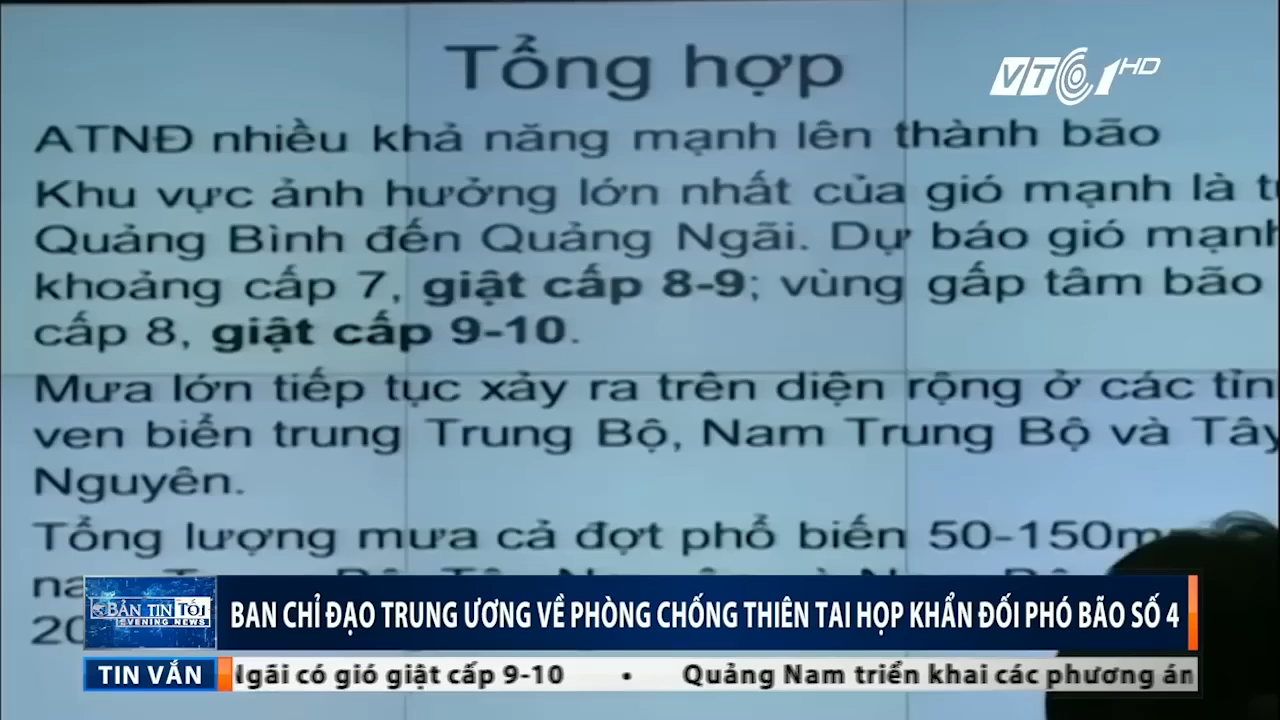 Tổng hợp
VTC1 HD
ATNĐ nhiều khả năng mạnh lên thành bão
Khu vực ảnh hưởng lớn nhất của gió mạnh là
Quảng Bình đến Quảng Ngãi. Dự báo gió mạnh
khoảng cấp 7, giật cấp 8-9; vùng gấp tâm bão
cấp 8, giật cấp 9-10.
Mưa lớn tiếp tục xảy ra trên diện rộng ở các
ven biển trung Trung Bộ, Nam Trung Bộ và Tây
Nguyên.
Tổng lượng mưa cả đợt phổ biến 50-150m
BẢN TIN TỐI
EVENING NEWS
BAN CHỈ ĐẠO TRUNG ƯƠNG VỀ PHÒNG CHỐNG THIÊN TAI HỌP KHẨN ĐỐI PHÓ BÃO SỐ 4
TIN VẮN
Ngãi có gió giật cấp 9-10 • Quảng Nam triển khai các phương án